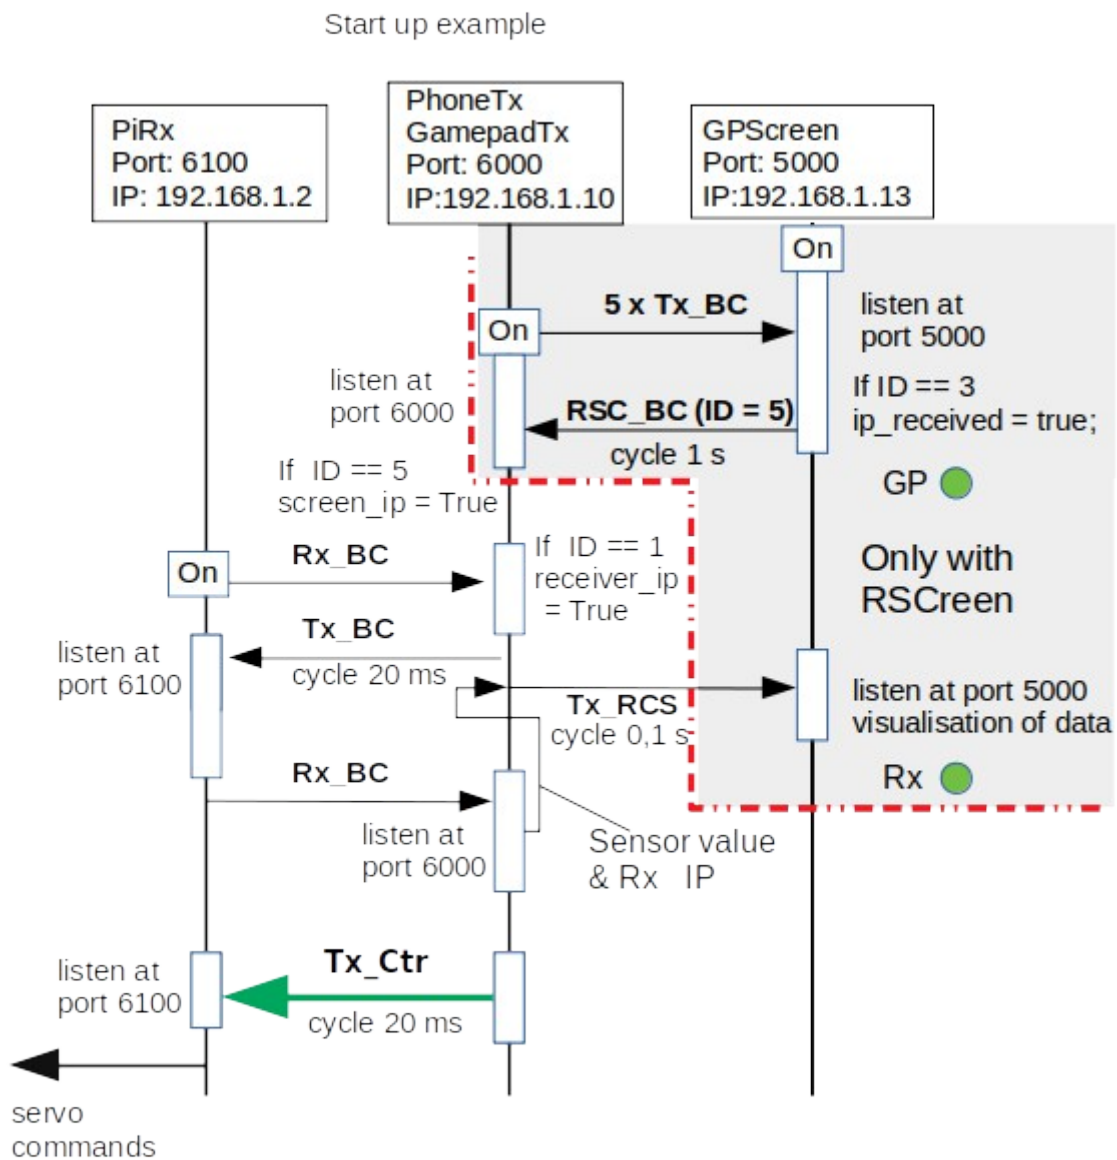 Start up example
PiRx
Port: 6100
IP: 192.168.1.2
PhoneTx
GamepadTx
Port: 6000
IP:192.168.1.10
GPScreen
Port: 5000
IP:192.168.1.13
On
5 x Tx_BC
On
listen at
port 5000
listen at
port 6000
RSC_BC (ID = 5)
cycle 1 s
If ID == 3
ip_received = true;
GP
If ID == 5
screen_ip = True
Only with
RSCreen
On
Rx_BC
If ID == 1
receiver_ip
= True
listen at
port 6100
Tx_BC
cycle 20 ms
Tx_RCS
cycle 0,1 s
listen at port 5000
visualisation of data
Rx
Rx_BC
listen at
port 6000
Sensor value
& Rx IP
listen at
port 6100
Tx_Ctr
cycle 20 ms
servo
commands